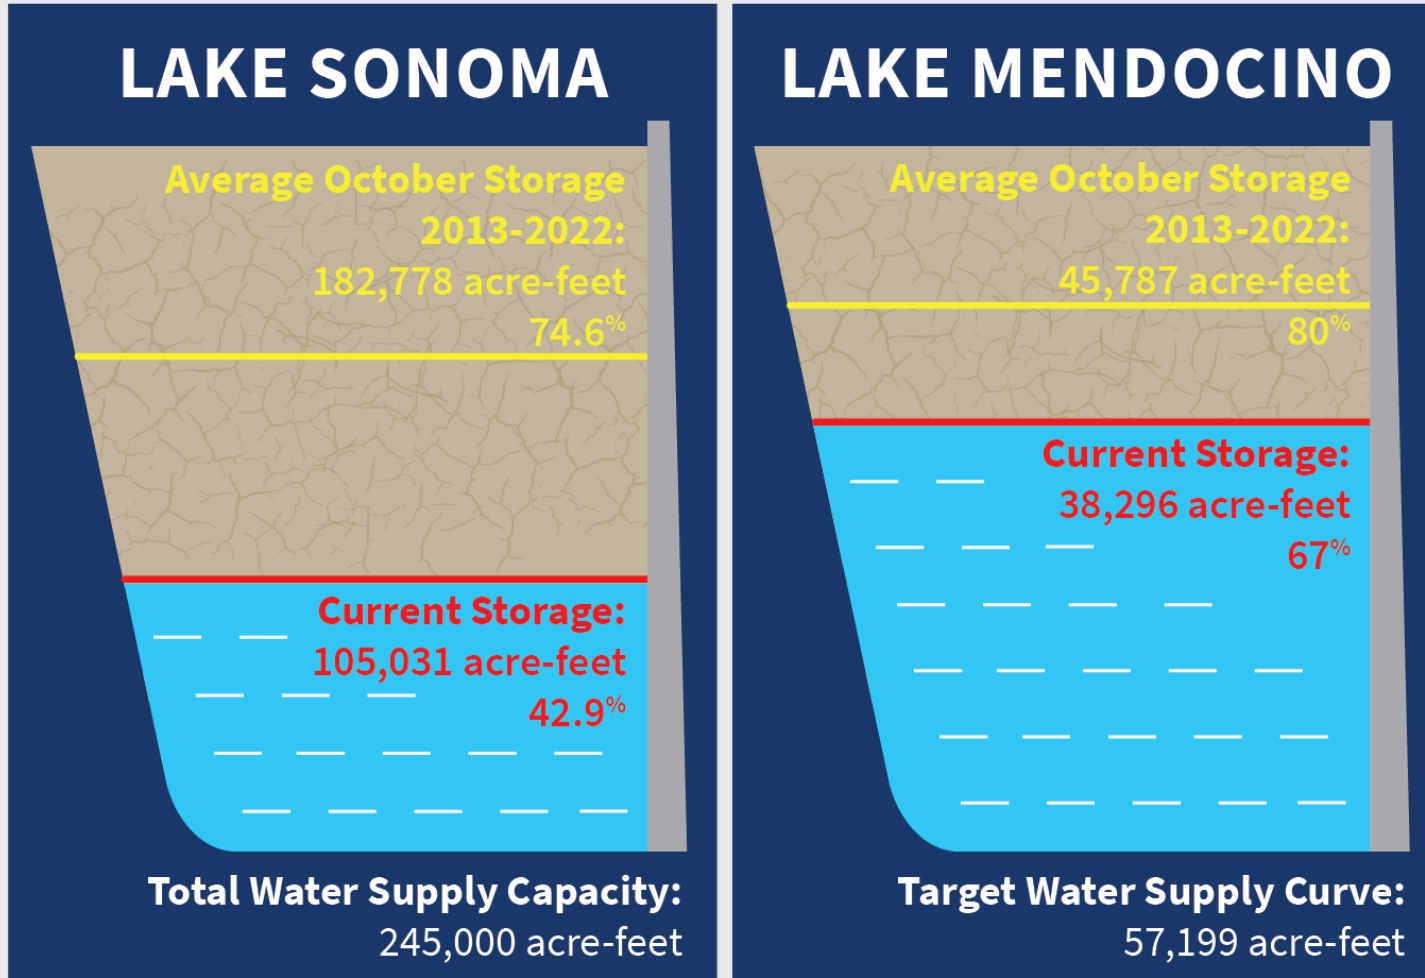 LAKE SONOMA
Average October Storage
2013-2022:
182,778 acre-feet
74.6%
Current Storage:
105,031 acre-feet
42.9%
Total Water Supply Capacity:
245,000 acre-feet
LAKE MENDOCINO
Average October Storage
2013-2022:
45,787 acre-feet
80%
Current Storage:
38,296 acre-feet
67%
Target Water Supply Curve:
57,199 acre-feet